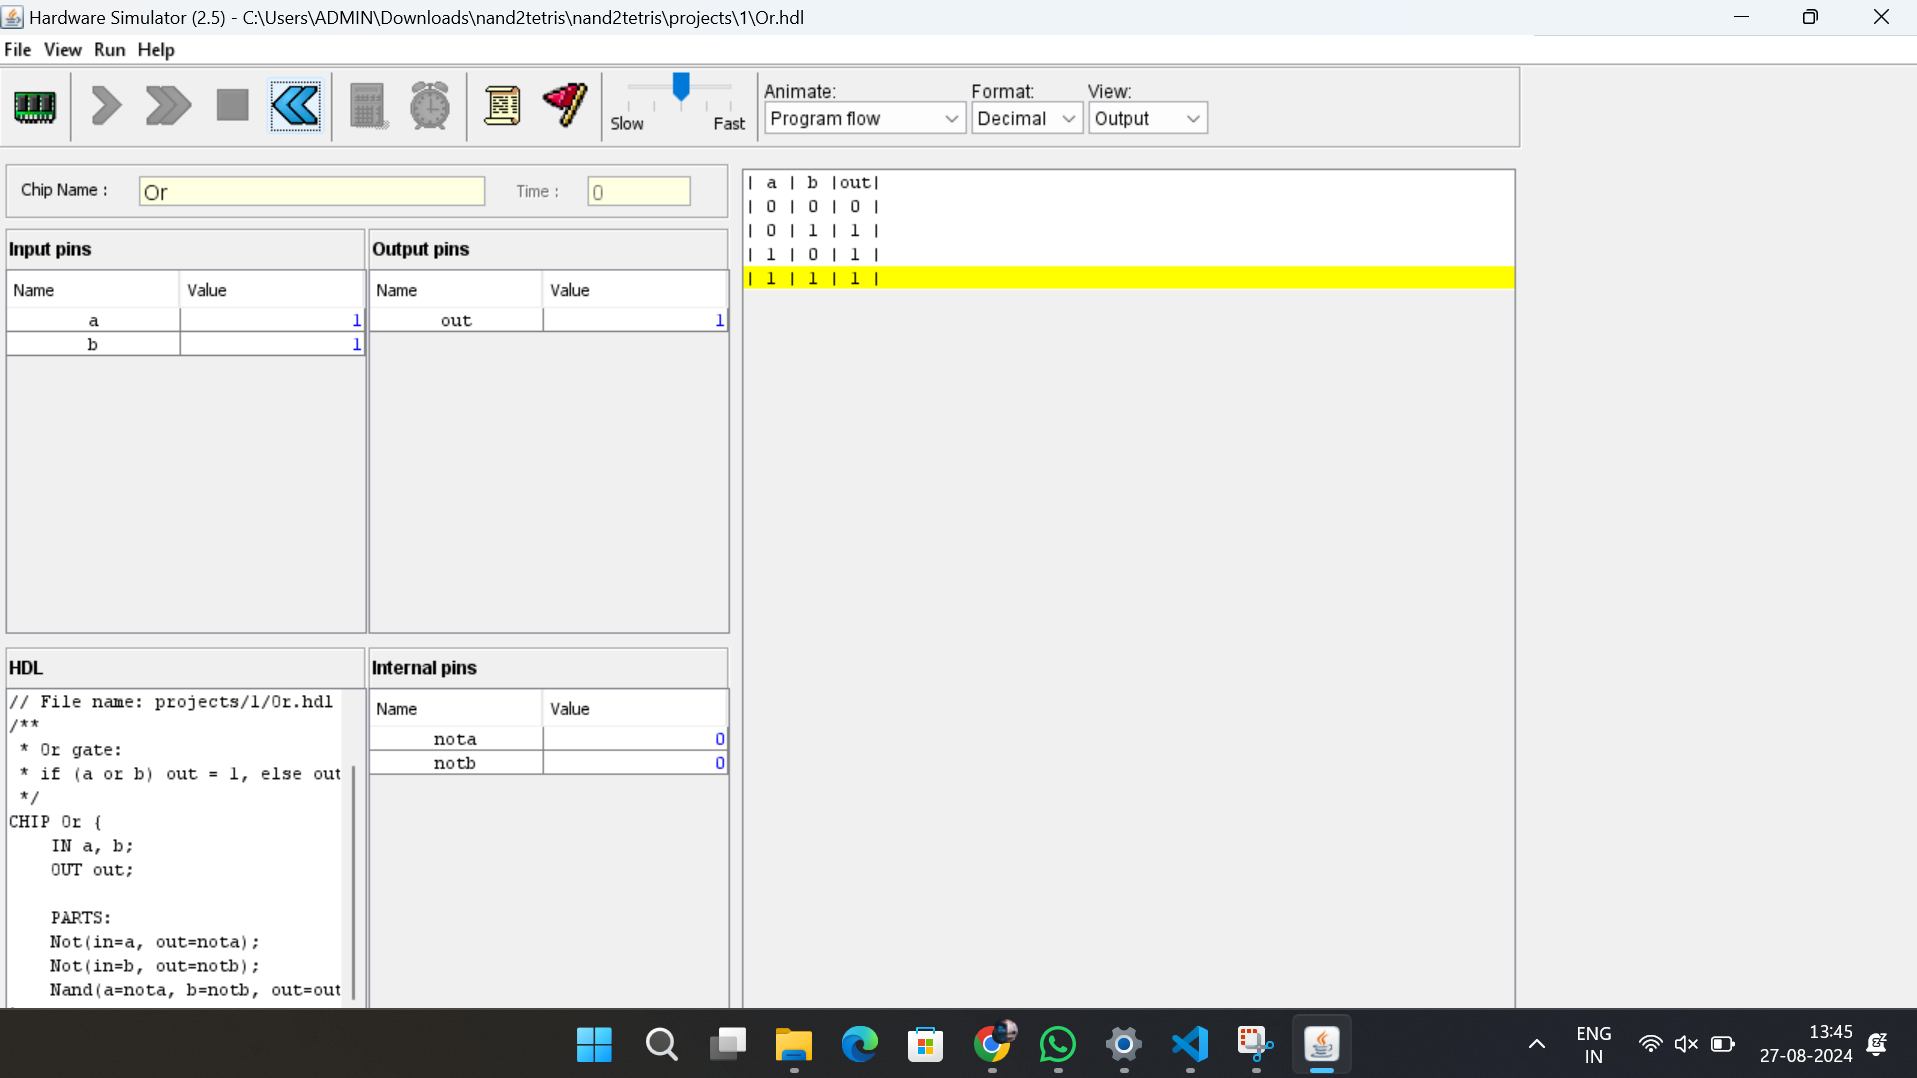 Hardware Simulator (2.5) - C:\Users\ADMIN\Downloads\nand2tetris\nand2tetris\projects\1\Or.hdl
File View Run Help
Slow Fast
Animate: Format: View:
Program flow Decimal Output
Chip Name : Or Time : 0
Input pins
Name Value
a 1
b 1
Output pins
Name Value
out 1
| a | b |out|
| 0 | 0 | 0 |
| 0 | 1 | 1 |
| 1 | 0 | 1 |
| 1 | 1 | 1 |
HDL
// File name: projects/1/Or.hdl
/**
* Or gate:
* if (a or b) out = 1, else out
*/
CHIP Or {
IN a, b;
OUT out;
PARTS:
Not(in=a, out=nota);
Not(in=b, out=notb);
Nand(a=nota, b=notb, out=out
Internal pins
Name Value
nota 0
notb 0
ENG
IN
13:45
27-08-2024